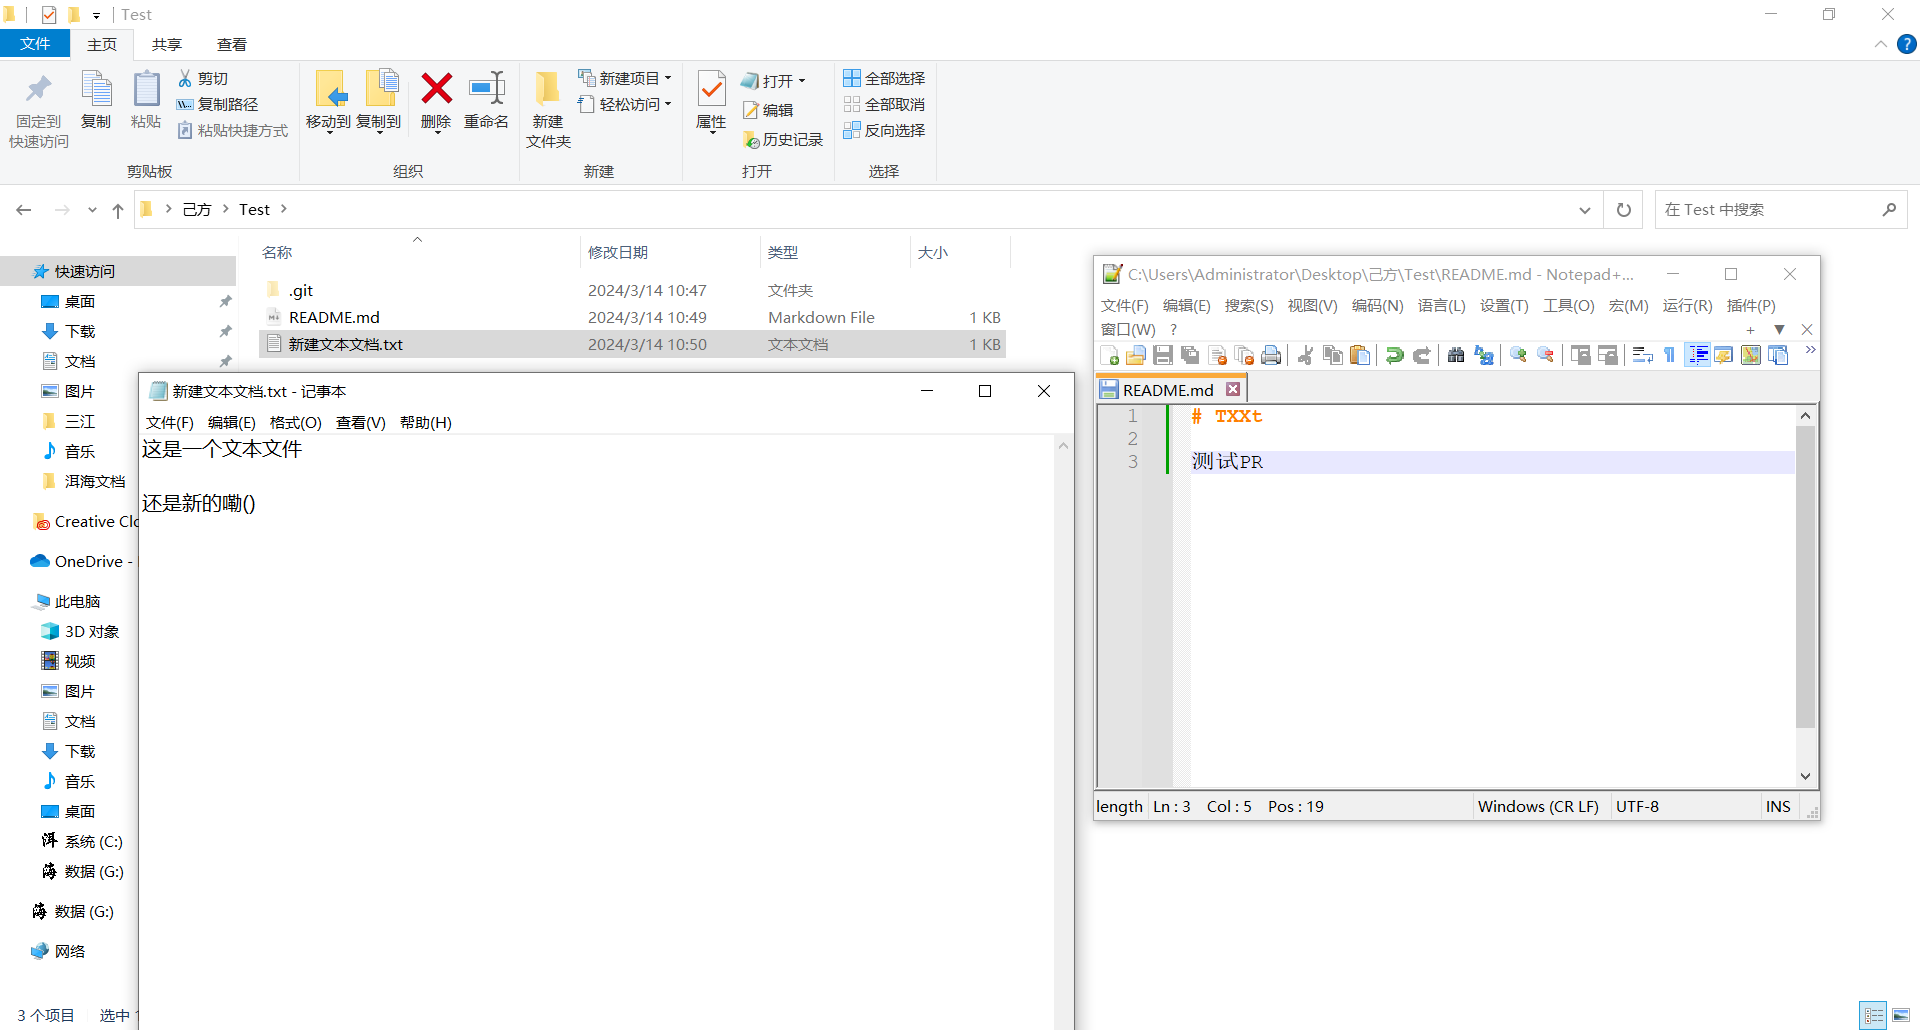 Test
文件 主页 共享 查看
固定到
快速访问
复制
粘贴
剪切
复制路径
粘贴快捷方式
移动到 复制到
删除 重命名
新建
文件夹
新建项目
轻松访问
属性
打开
编辑
历史记录
全部选择
全部取消
反向选择
剪贴板 组织 新建 打开 选择
己方 Test
在 Test 中搜索
名称 修改日期 类型 大小
.git 2024/3/14 10:47 文件夹
README.md 2024/3/14 10:49 Markdown File 1 KB
新建文本文档.txt 2024/3/14 10:50 文本文档 1 KB
快速访问
桌面
下载
文档
图片
三江
音乐
洱海文档
Creative Clo
OneDrive -
此电脑
3D 对象
视频
图片
文档
下载
音乐
桌面
系统 (C:)
数据 (G:)
数据 (G:)
网络
3 个项目 选中 1
新建文本文档.txt - 记事本
文件(F) 编辑(E) 格式(O) 查看(V) 帮助(H)
这是一个文本文件
还是新的嘞()
C:\Users\Administrator\Desktop\己方\Test\README.md - Notepad+...
文件(F) 编辑(E) 搜索(S) 视图(V) 编码(N) 语言(L) 设置(T) 工具(O) 宏(M) 运行(R) 插件(P)
窗口(W) ?
README.md
1 # TXXt
2
3 测试PR
length Ln : 3 Col : 5 Pos : 19 Windows (CR LF) UTF-8 INS